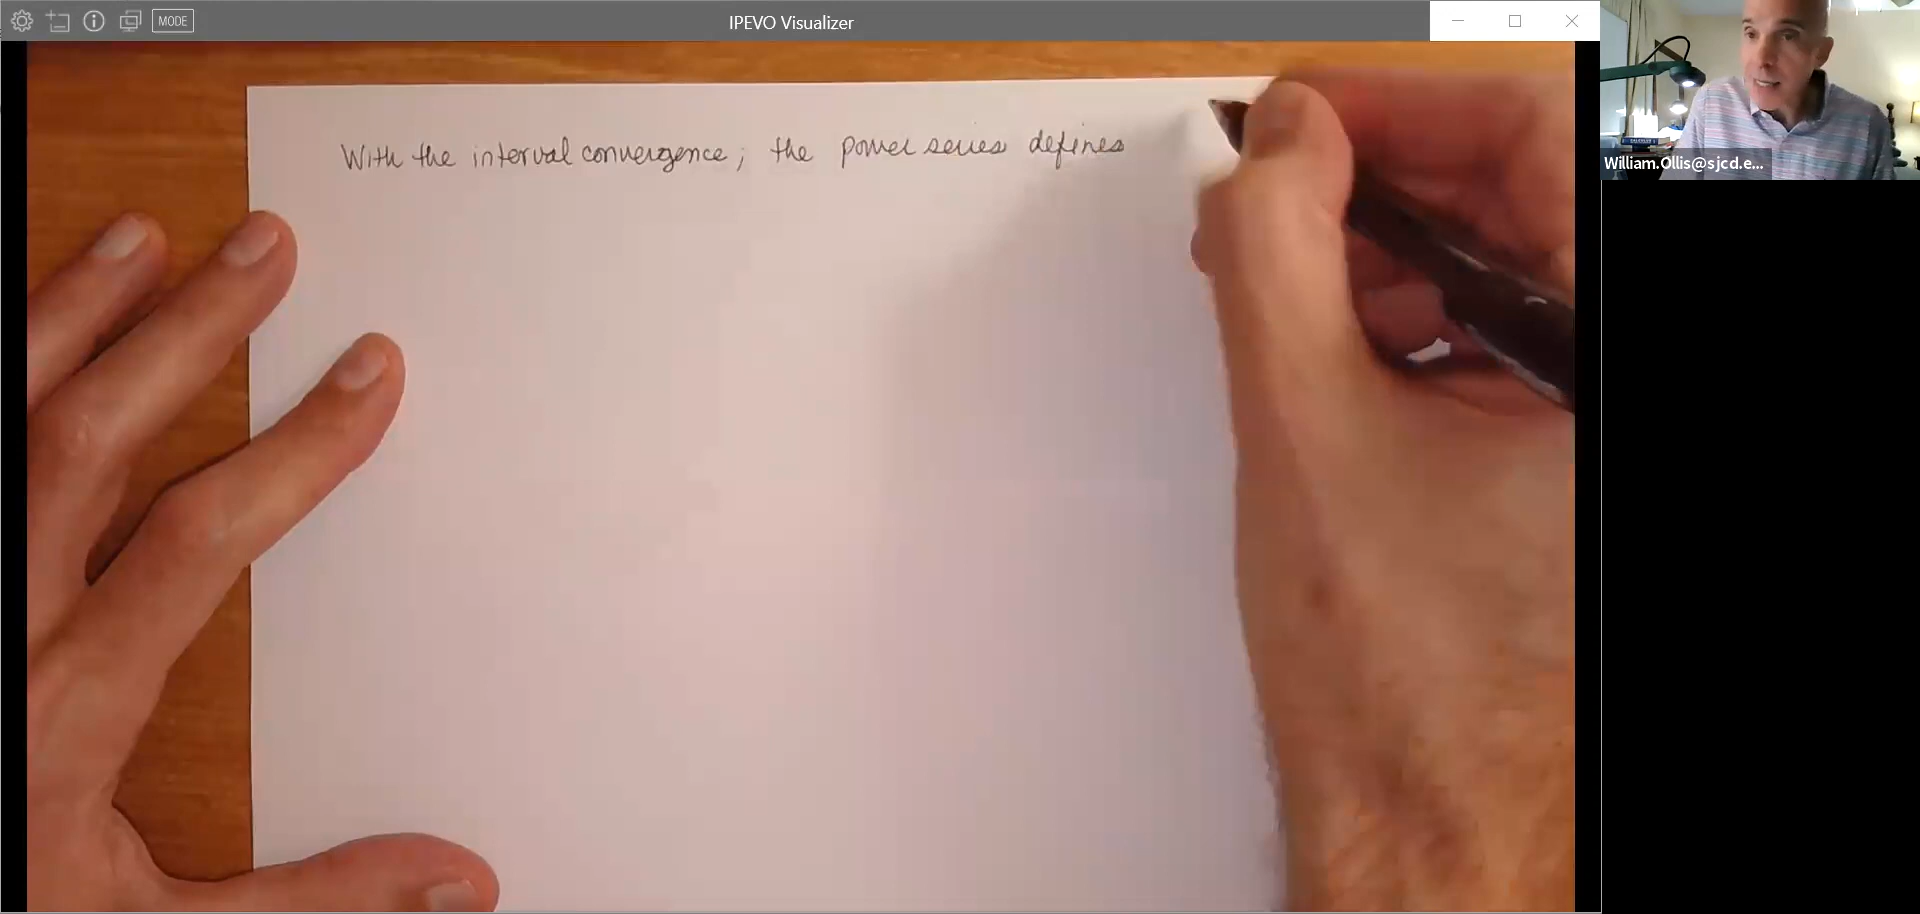 MODE
IPEVO Visualizer
With the interval convergence; the power series defines
William.Ollis@sjcd.e...